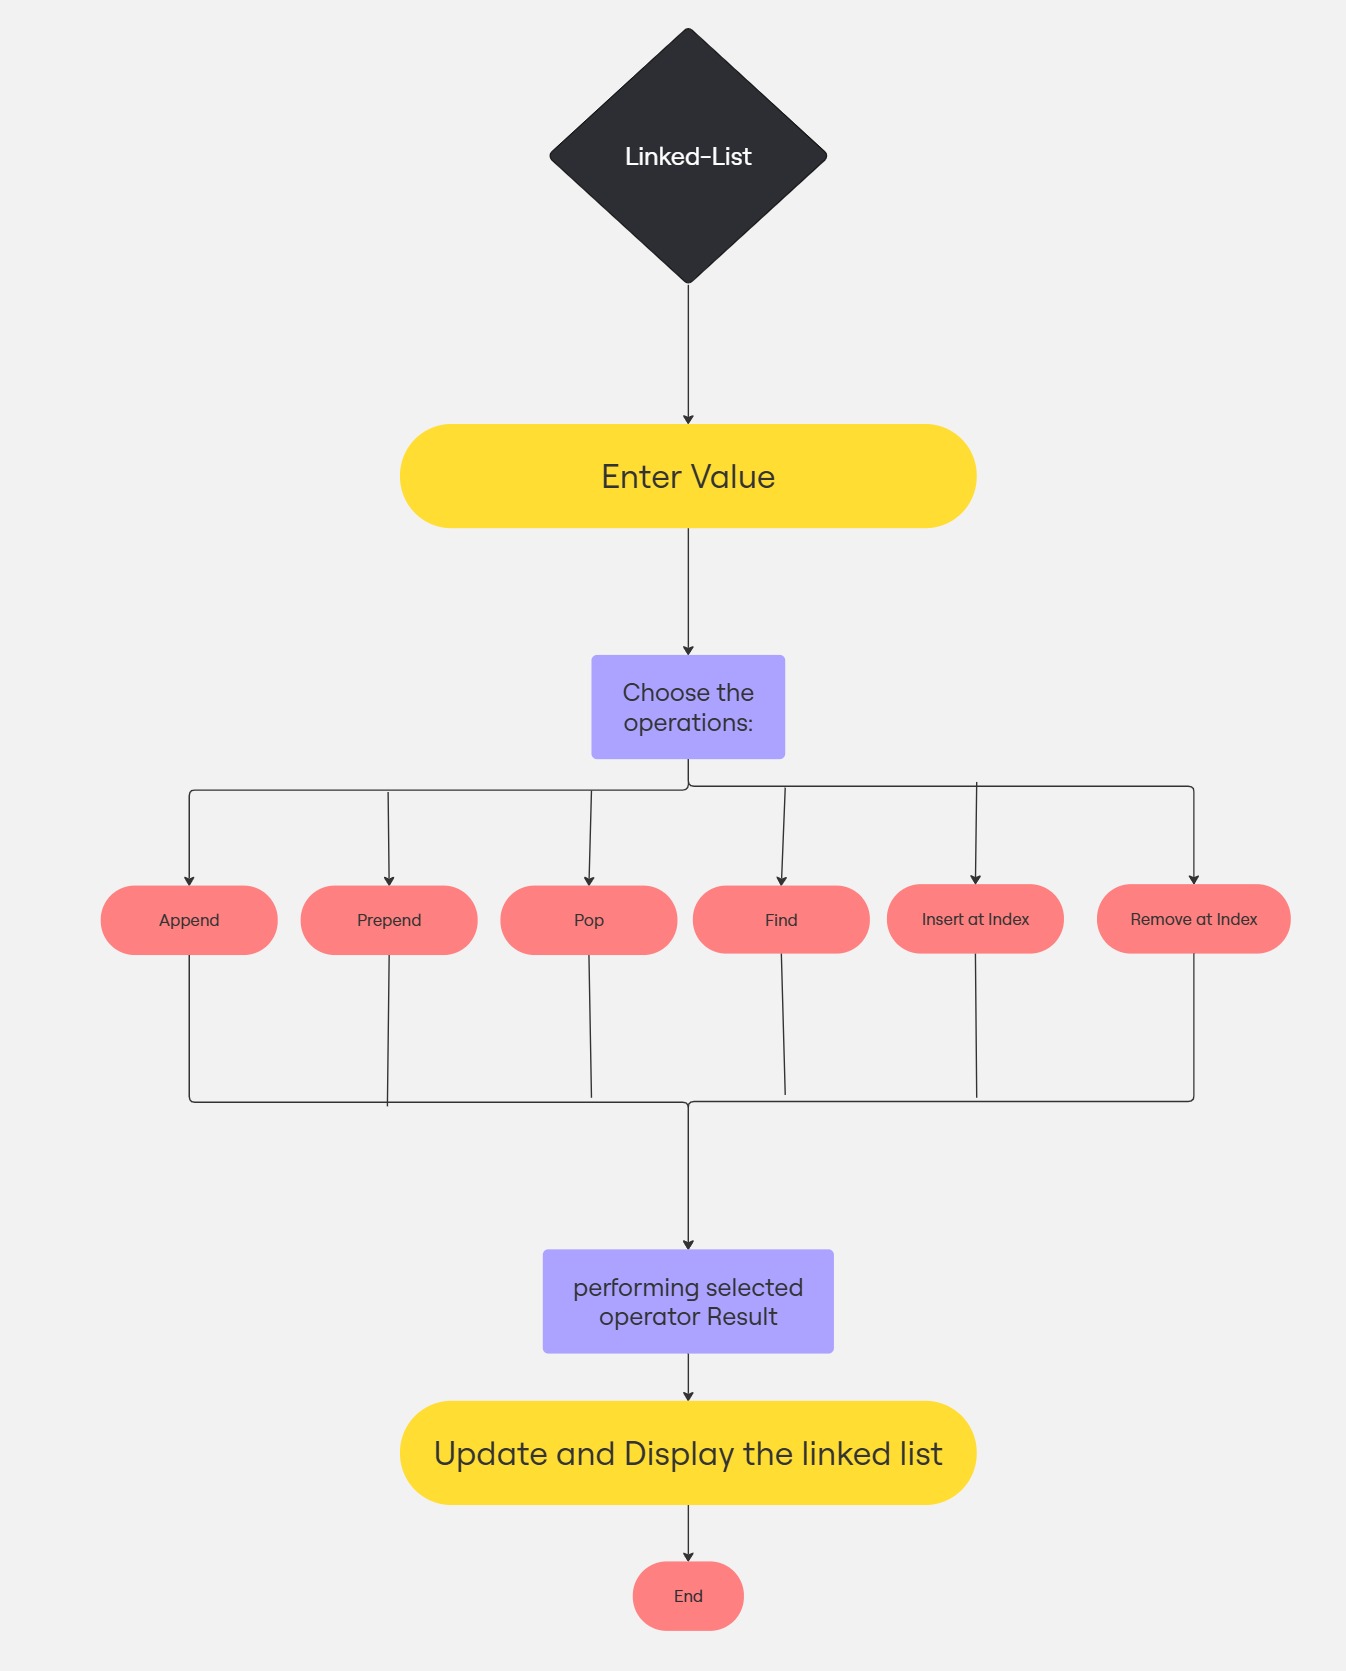 Linked-List
Enter Value
Choose the
operations:
Append
Prepend
Pop
Find
Insert at Index
Remove at Index
performing selected
operator Result
Update and Display the linked list
End